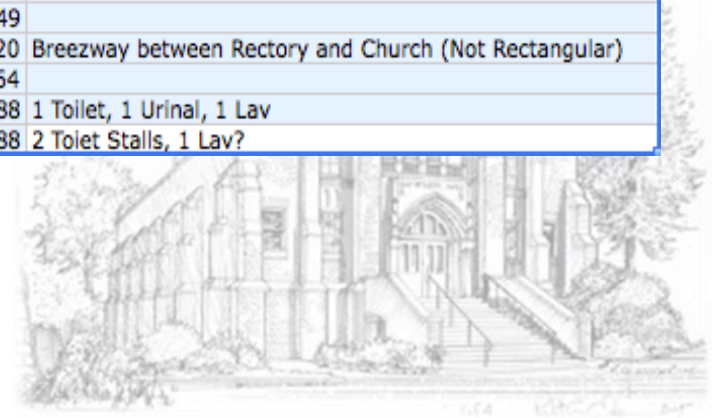 49
20 Breezway between Rectory and Church (Not Rectangular)
64
88 1 Toilet, 1 Urinal, 1 Lav
88 2 Toiet Stalls, 1 Lav?